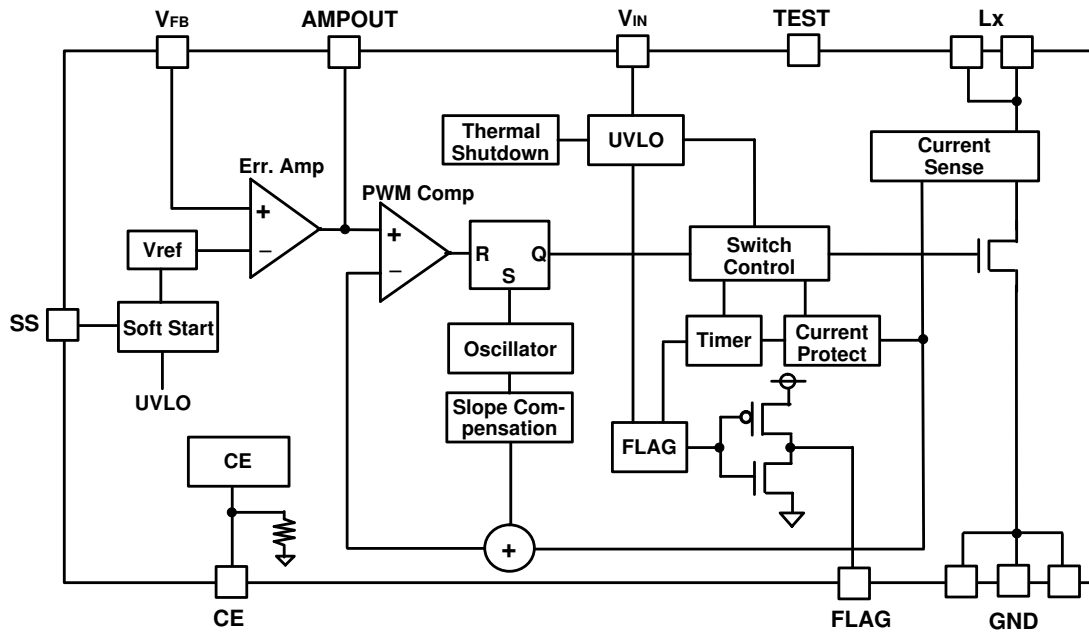 VFB
AMPOUT
VIN
TEST
Lx
Thermal
Shutdown
UVLO
Current
Sense
Err. Amp
PWM Comp
+
−
+
−
Vref
R
Q
S
Switch
Control
SS
Soft Start
Oscillator
Timer
Current
Protect
UVLO
Slope Com-
pensation
FLAG
CE
+
CE
FLAG
GND